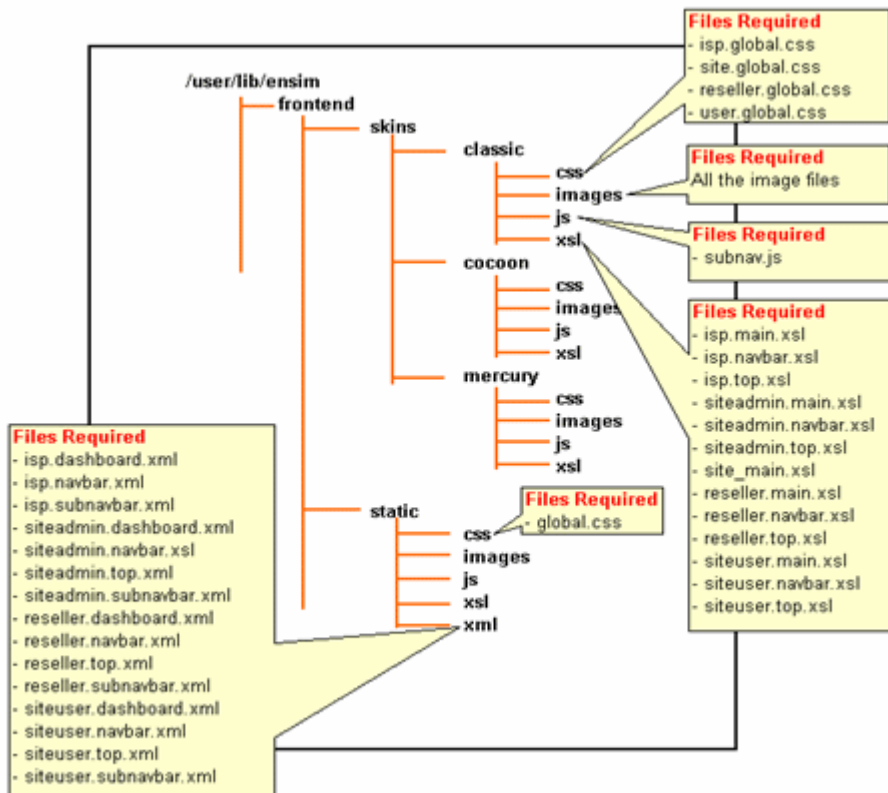 /user/lib/ensim
frontend
skins
classic
css
images
js
xsl
cocoon
css
images
js
xsl
mercury
css
images
js
xsl
static
css
images
js
xsl
xml
Files Required
- isp.global.css
- site.global.css
- reseller.global.css
- user.global.css
Files Required
All the image files
Files Required
- subnav.js
Files Required
- isp.main.xsl
- isp.navbar.xsl
- isp.top.xsl
- siteadmin.main.xsl
- siteadmin.navbar.xsl
- siteadmin.top.xsl
- site_main.xsl
- reseller.main.xsl
- reseller.navbar.xsl
- reseller.top.xsl
- siteuser.main.xsl
- siteuser.navbar.xsl
- siteuser.top.xsl
Files Required
- global.css
Files Required
- isp.dashboard.xml
- isp.navbar.xml
- isp.subnavbar.xml
- siteadmin.dashboard.xml
- siteadmin.navbar.xsl
- siteadmin.top.xml
- siteadmin.subnavbar.xml
- reseller.dashboard.xml
- reseller.navbar.xml
- reseller.top.xml
- reseller.subnavbar.xml
- siteuser.dashboard.xml
- siteuser.navbar.xml
- siteuser.top.xml
- siteuser.subnavbar.xml